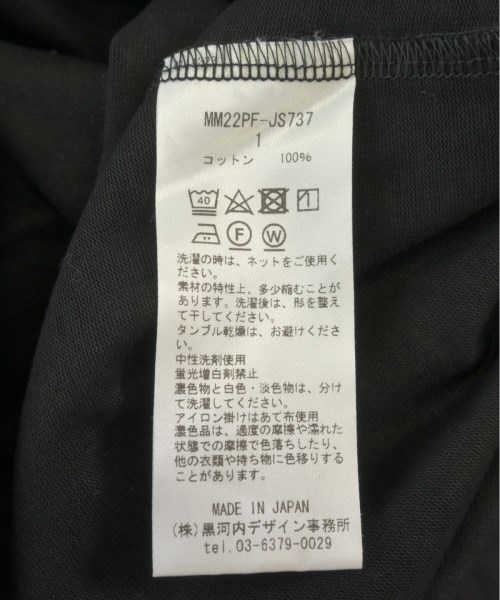 MM22PF-JS737
1
コットン 100%
40
F W
洗濯の時は、ネットをご使用く
ださい。
素材の特性上、多少縮むことが
あります。洗濯後は、形を整え
て干してください。
タンブル乾燥は、お避けくださ
い。
中性洗剤使用
蛍光増白剤禁止
濃色物と白色・淡色物は、分け
て洗濯してください。
アイロン掛けはあて布使用
濃色品は、過度の摩擦や濡れた
状態での摩擦で色落ちしたり、
他の衣類や持ち物に色移りする
ことがあります。
MADE IN JAPAN
(株)黒河内デザイン事務所
tel.03-6379-0029